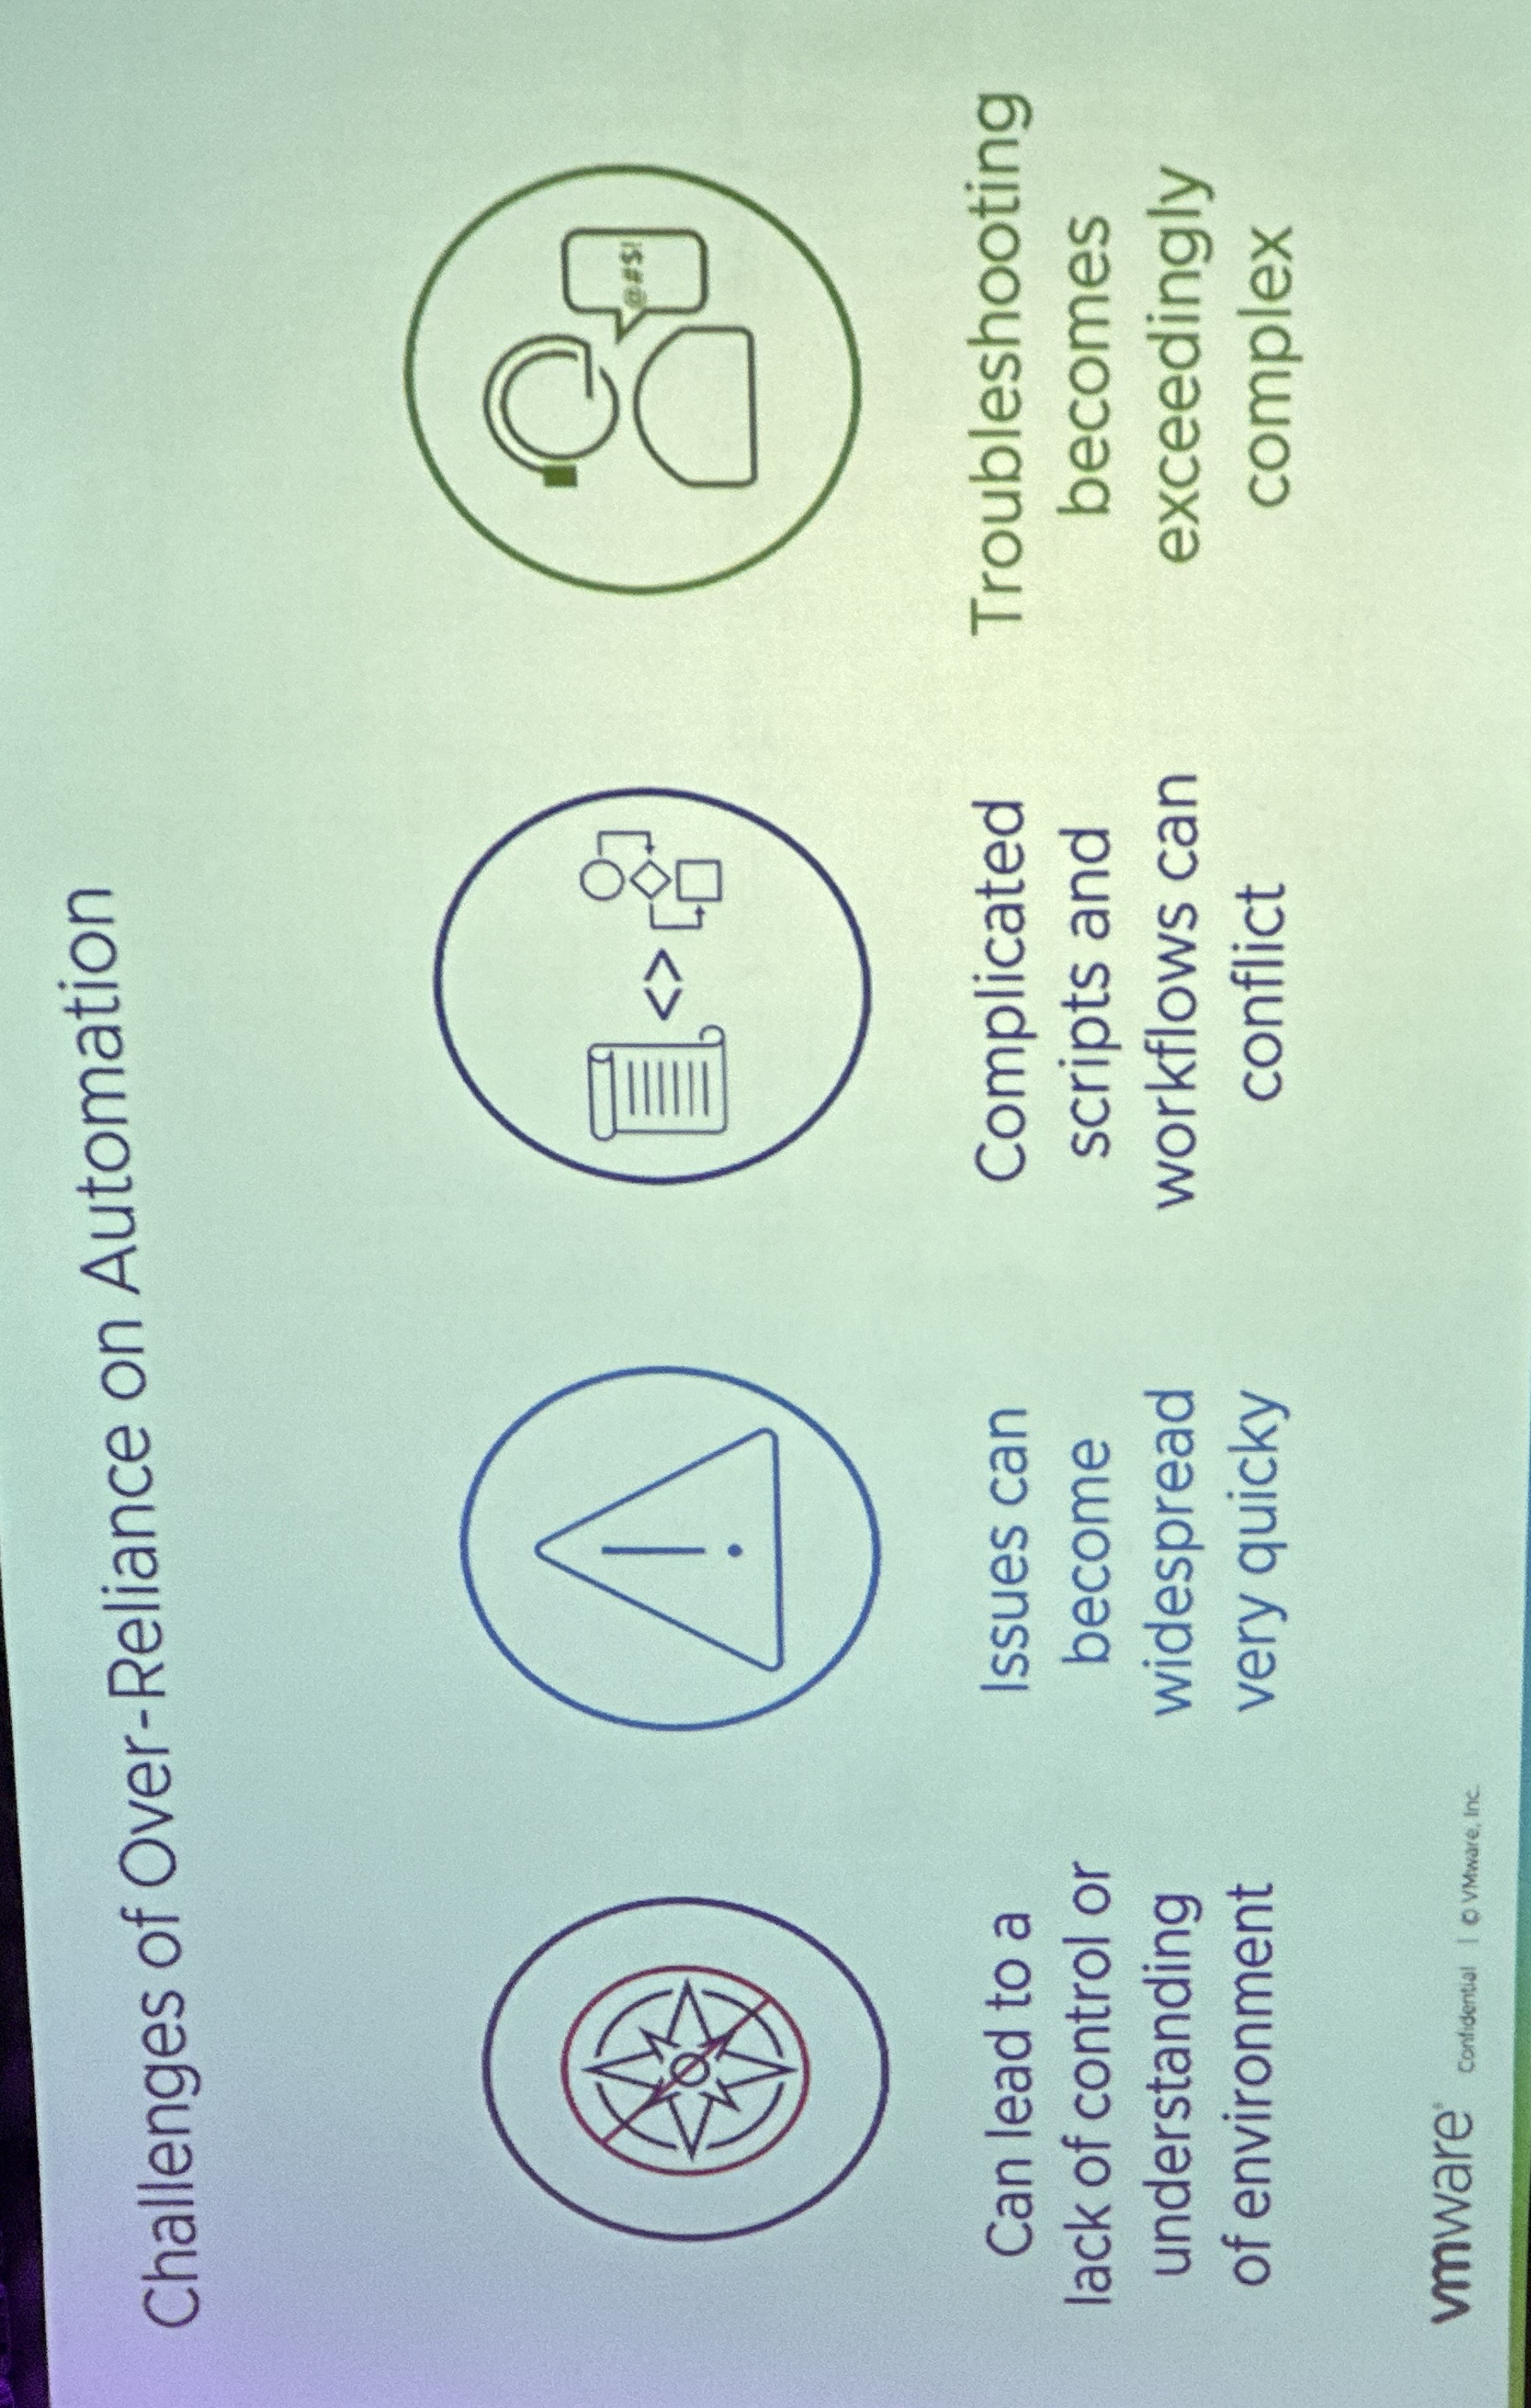 Challenges of Over-Reliance on Automation
<>
@#$!
Can lead to a
lack of control or
understanding
of environment
Issues can
become
widespread
very quicky
Complicated
scripts and
workflows can
conflict
Troubleshooting
becomes
exceedingly
complex
vmware® Confidential | © VMware, Inc.